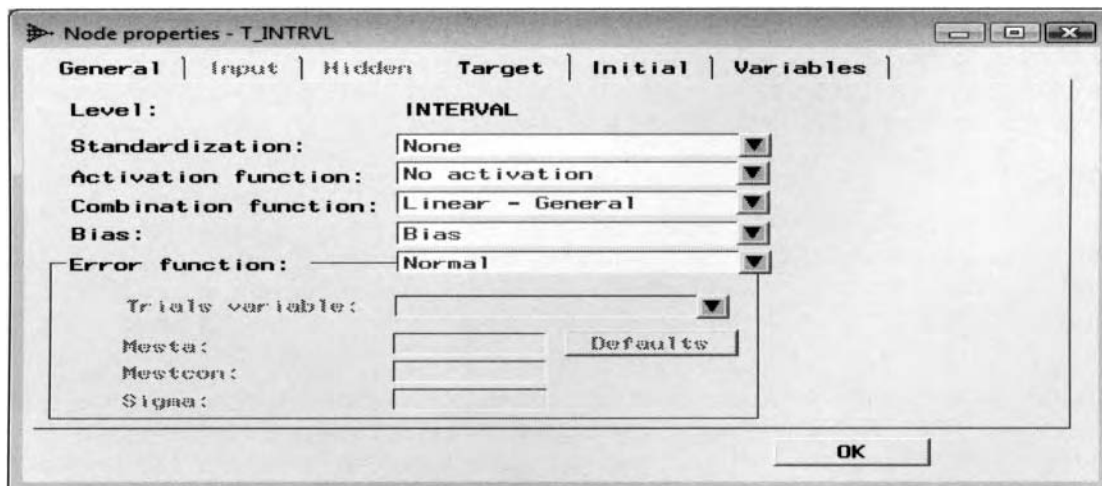 Node properties - T_INTRVL
General | Input | Hidden Target | Initial | Variables |
Level: INTERVAL
Standardization: None
Activation function: No activation
Combination function: Linear - General
Bias: Bias
Error function: Normal
Trials variable:
Mesta: Defaults
Mestcon:
Sigma:
OK